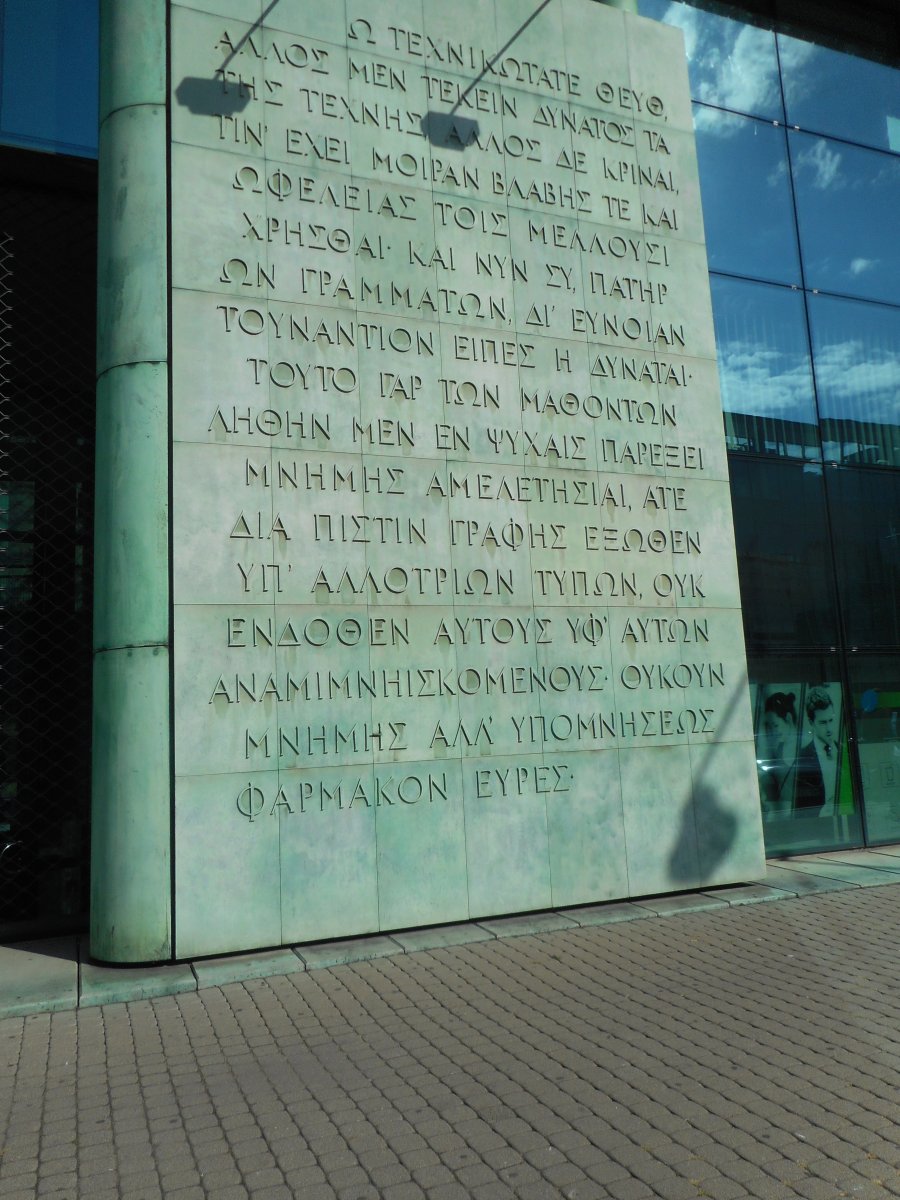 Ω ΤΕΧΝΙΚΩΤΑΤΕ ΘΕΥΘ,
ΑΛΛΟΣ ΜΕΝ ΤΕΚΕΙΝ ΔΥΝΑΤΟΣ ΤΑ
ΤΗΣ ΤΕΧΝΗΣ ΑΛΛΟΣ ΔΕ ΚΡΙΝΑΙ,
ΤΙΝ' ΕΧΕΙ ΜΟΙΡΑΝ ΒΛΑΒΗΣ ΤΕ ΚΑΙ
ΩΦΕΛΕΙΑΣ ΤΟΙΣ ΜΕΛΛΟΥΣΙ
ΧΡΗΣΘΑΙ· ΚΑΙ ΝΥΝ ΣΥ, ΠΑΤΗΡ
ΩΝ ΓΡΑΜΜΑΤΩΝ, ΔΙ' ΕΥΝΟΙΑΝ
ΤΟΥΝΑΝΤΙΟΝ ΕΙΠΕΣ Η ΔΥΝΑΤΑΙ·
ΤΟΥΤΟ ΓΑΡ ΤΩΝ ΜΑΘΟΝΤΩΝ
ΛΗΘΗΝ ΜΕΝ ΕΝ ΨΥΧΑΙΣ ΠΑΡΕΞΕΙ
ΜΝΗΜΗΣ ΑΜΕΛΕΤΗΣΙΑΙ, ΑΤΕ
ΔΙΑ ΠΙΣΤΙΝ ΓΡΑΦΗΣ ΕΞΩΘΕΝ
ΥΠ' ΑΛΛΟΤΡΙΩΝ ΤΥΠΩΝ, ΟΥΚ
ΕΝΔΟΘΕΝ ΑΥΤΟΥΣ ΥΦ' ΑΥΤΩΝ
ΑΝΑΜΙΜΝΗΙΣΚΟΜΕΝΟΥΣ· ΟΥΚΟΥΝ
ΜΝΗΜΗΣ ΑΛΛ' ΥΠΟΜΝΗΣΕΩΣ
ΦΑΡΜΑΚΟΝ ΕΥΡΕΣ·